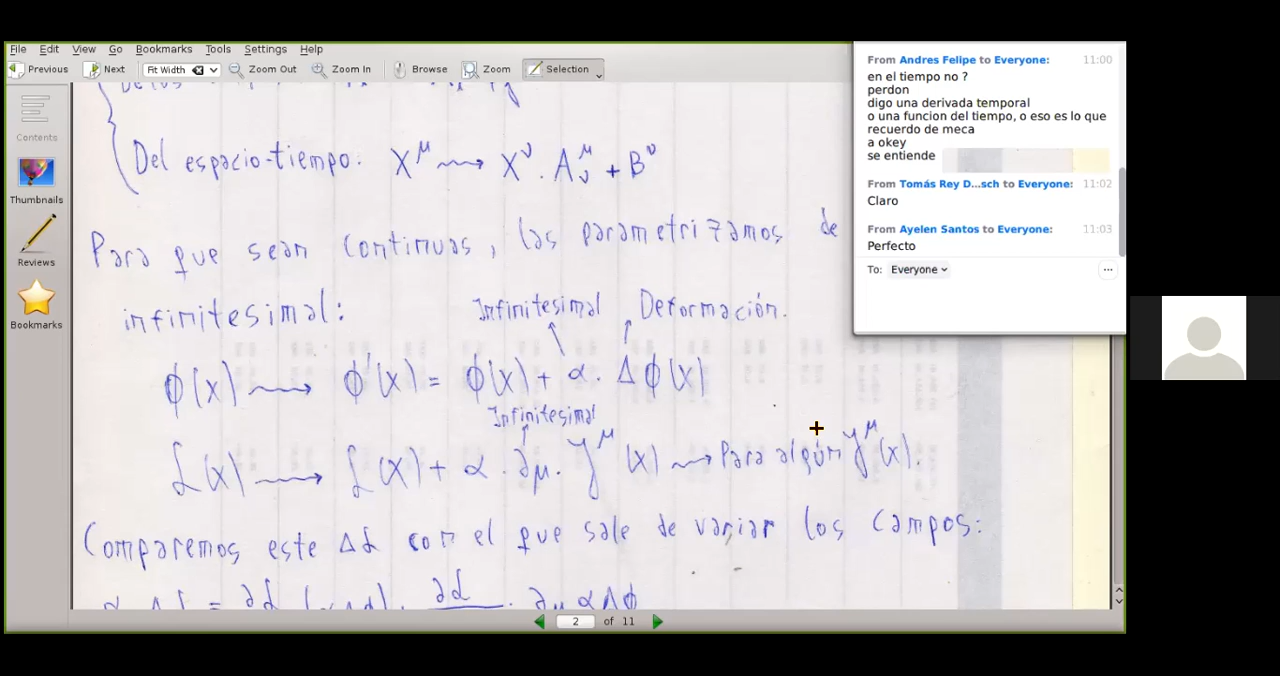 File Edit View Go Bookmarks Tools Settings Help
Previous Next Fit Width Zoom Out Zoom In Browse Zoom Selection
Contents
Thumbnails
Reviews
Bookmarks
Del espacio-tiempo: X^μ ⇝ X^ν . A^μ_ν + B^ν
Para que sean continuas, las parametrizamos de
infinitesimal:
Infinitesimal Deformación.
ϕ(x) ⇝ ϕ'(x) = ϕ(x) + α . Δϕ(x)
Infinitesimal
ℒ(x) ⇝ ℒ(x) + α . ∂μ . J^μ (x) ⇝ Para algún J^μ(x).
Comparemos este Δℒ con el que sale de variar los campos:
2 of 11
From Andres Felipe to Everyone: 11:00
en el tiempo no ?
perdon
digo una derivada temporal
o una funcion del tiempo, o eso es lo que
recuerdo de meca
a okey
se entiende
From Tomás Rey D...sch to Everyone: 11:02
Claro
From Ayelen Santos to Everyone: 11:03
Perfecto
To: Everyone